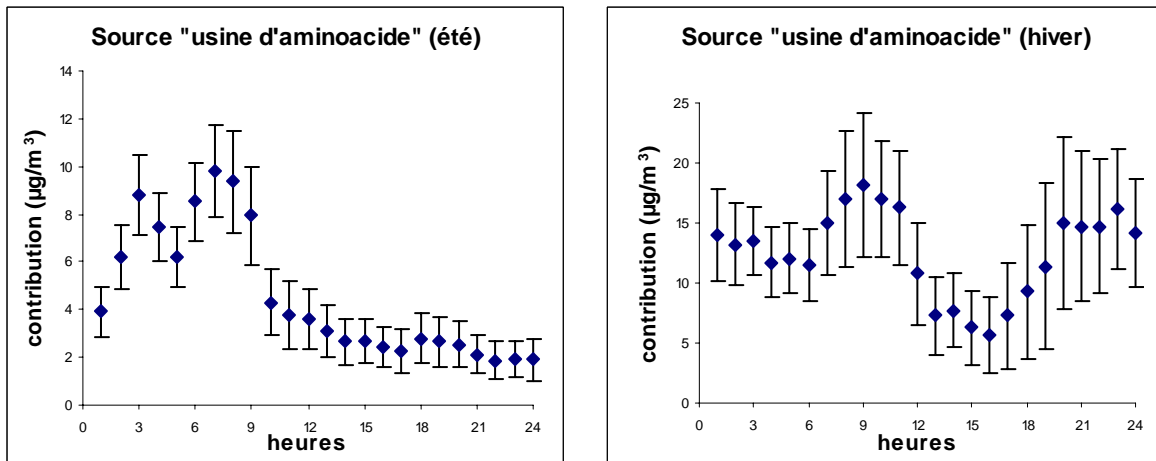 Source "usine d'aminoacide" (été)
14
12
10
8
6
4
2
0
contribution (µg/m³)
0 3 6 9 12 15 18 21 24
heures
Source "usine d'aminoacide" (hiver)
25
20
15
10
5
0
contribution (µg/m³)
0 3 6 9 12 15 18 21 24
heures